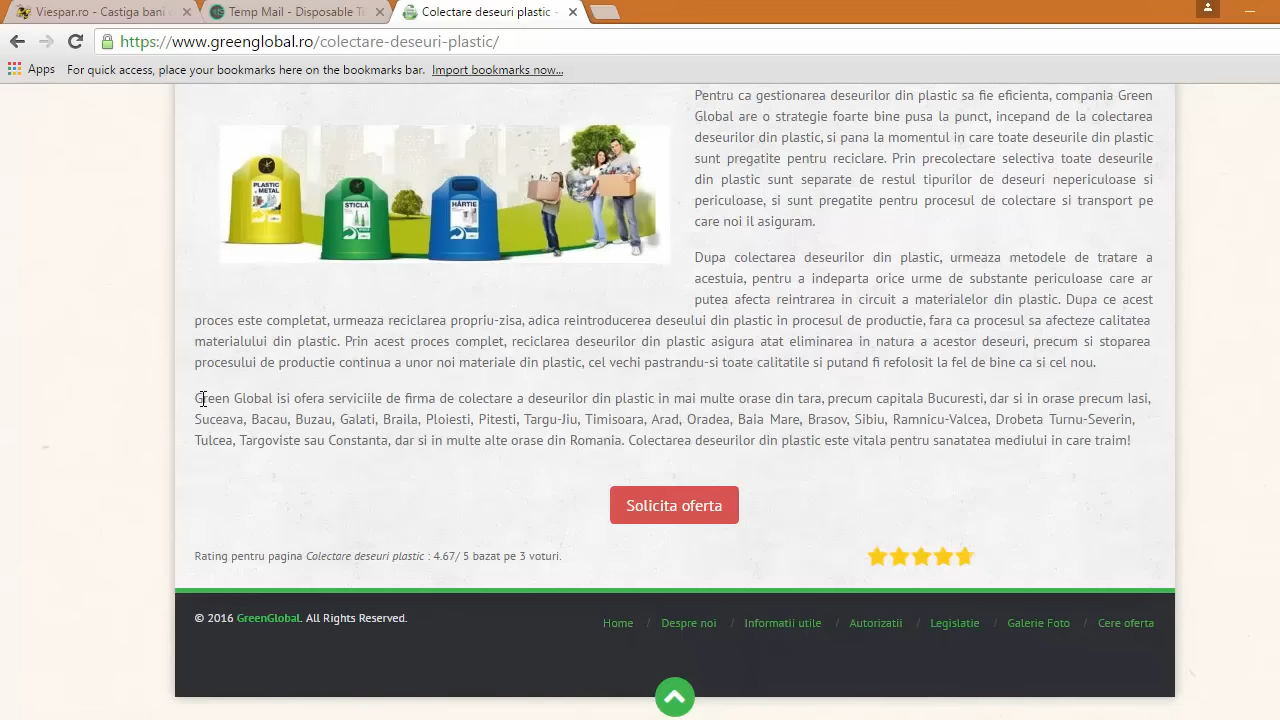 Viespar.ro - Castiga bani
Temp Mail - Disposable Te
Colectare deseuri plastic -
https://www.greenglobal.ro/colectare-deseuri-plastic/
Apps For quick access, place your bookmarks here on the bookmarks bar. Import bookmarks now...
PLASTIC
METAL
STICLĂ
HÂRTIE
Pentru ca gestionarea deseurilor din plastic sa fie eficienta, compania Green
Global are o strategie foarte bine pusa la punct, incepand de la colectarea
deseurilor din plastic, si pana la momentul in care toate deseurile din plastic
sunt pregatite pentru reciclare. Prin precolectare selectiva toate deseurile
din plastic sunt separate de restul tipurilor de deseuri nepericuloase si
periculoase, si sunt pregatite pentru procesul de colectare si transport pe
care noi il asiguram.
Dupa colectarea deseurilor din plastic, urmeaza metodele de tratare a
acestuia, pentru a indeparta orice urme de substante periculoase care ar
putea afecta reintrarea in circuit a materialelor din plastic. Dupa ce acest
proces este completat, urmeaza reciclarea propriu-zisa, adica reintroducerea deseului din plastic in procesul de productie, fara ca procesul sa afecteze calitatea
materialului din plastic. Prin acest proces complet, reciclarea deseurilor din plastic asigura atat eliminarea in natura a acestor deseuri, precum si stoparea
procesului de productie continua a unor noi materiale din plastic, cel vechi pastrandu-si toate calitatile si putand fi refolosit la fel de bine ca si cel nou.
Green Global isi ofera serviciile de firma de colectare a deseurilor din plastic in mai multe orase din tara, precum capitala Bucuresti, dar si in orase precum Iasi,
Suceava, Bacau, Buzau, Galati, Braila, Ploiesti, Pitesti, Targu-Jiu, Timisoara, Arad, Oradea, Baia Mare, Brasov, Sibiu, Ramnicu-Valcea, Drobeta Turnu-Severin,
Tulcea, Targoviste sau Constanta, dar si in multe alte orase din Romania. Colectarea deseurilor din plastic este vitala pentru sanatatea mediului in care traim!
Solicita oferta
Rating pentru pagina Colectare deseuri plastic : 4.67/ 5 bazat pe 3 voturi.
© 2016 GreenGlobal. All Rights Reserved.
Home / Despre noi / Informatii utile / Autorizatii / Legislatie / Galerie Foto / Cere oferta